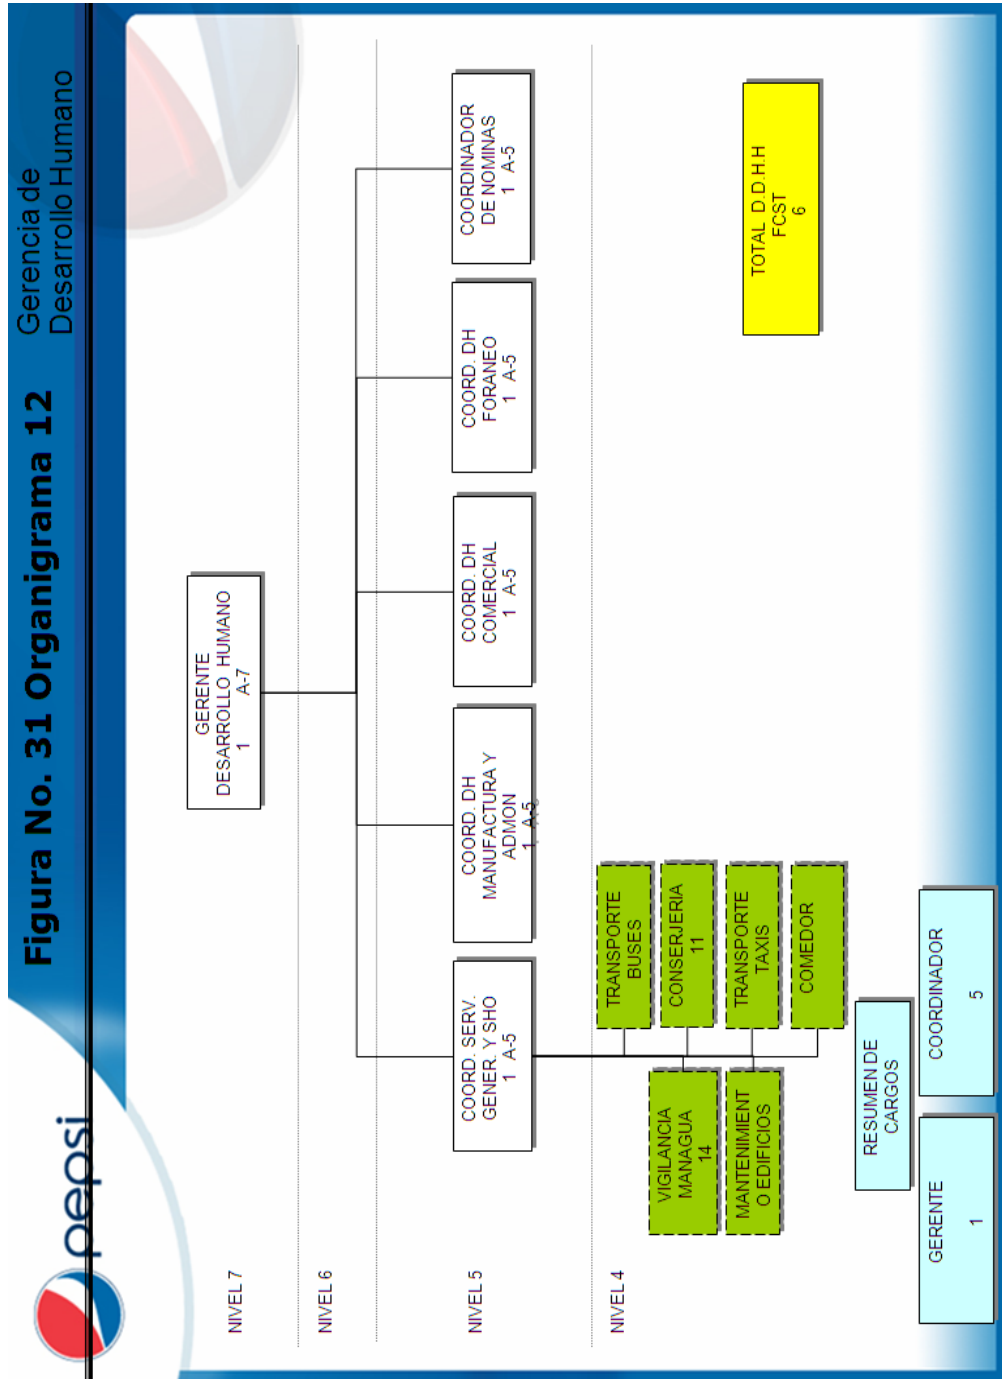 Figura No. 31 Organigrama 12
Gerencia de
Desarrollo Humano
pepsi
NIVEL 7
GERENTE
DESARROLLO HUMANO
1 A-7
NIVEL 6
NIVEL 5
COORD. SERV.
GENER. Y SHO
1 A-5
COORD. DH
MANUFACTURA Y
ADMON
1 A-5
COORD. DH
COMERCIAL
1 A-5
COORD. DH
FORANEO
1 A-5
COORDINADOR
DE NOMINAS
1 A-5
NIVEL 4
TRANSPORTE
BUSES
VIGILANCIA
MANAGUA
14
CONSERJERIA
11
MANTENIMIENT
O EDIFICIOS
TRANSPORTE
TAXIS
COMEDOR
TOTAL D.D.H.H
FCST
6
RESUMEN DE
CARGOS
GERENTE
1
COORDINADOR
5